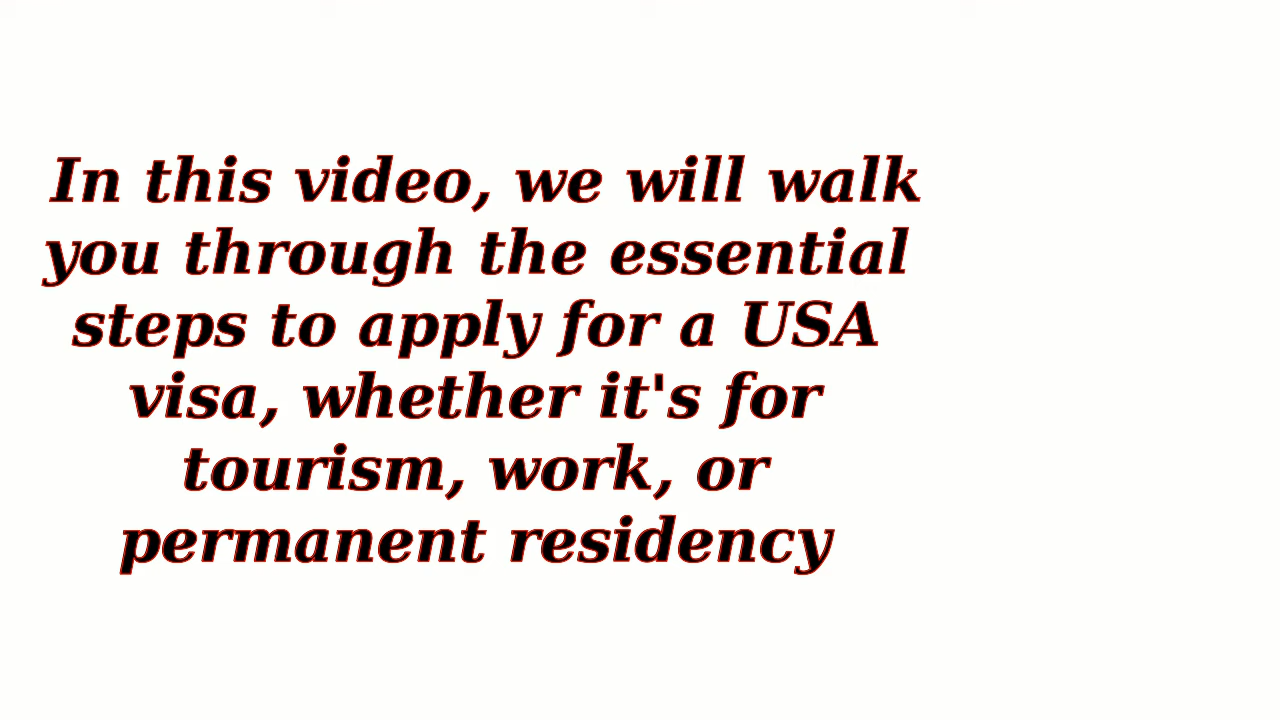 In this video, we will walk
you through the essential
steps to apply for a USA
visa, whether it's for
tourism, work, or
permanent residency